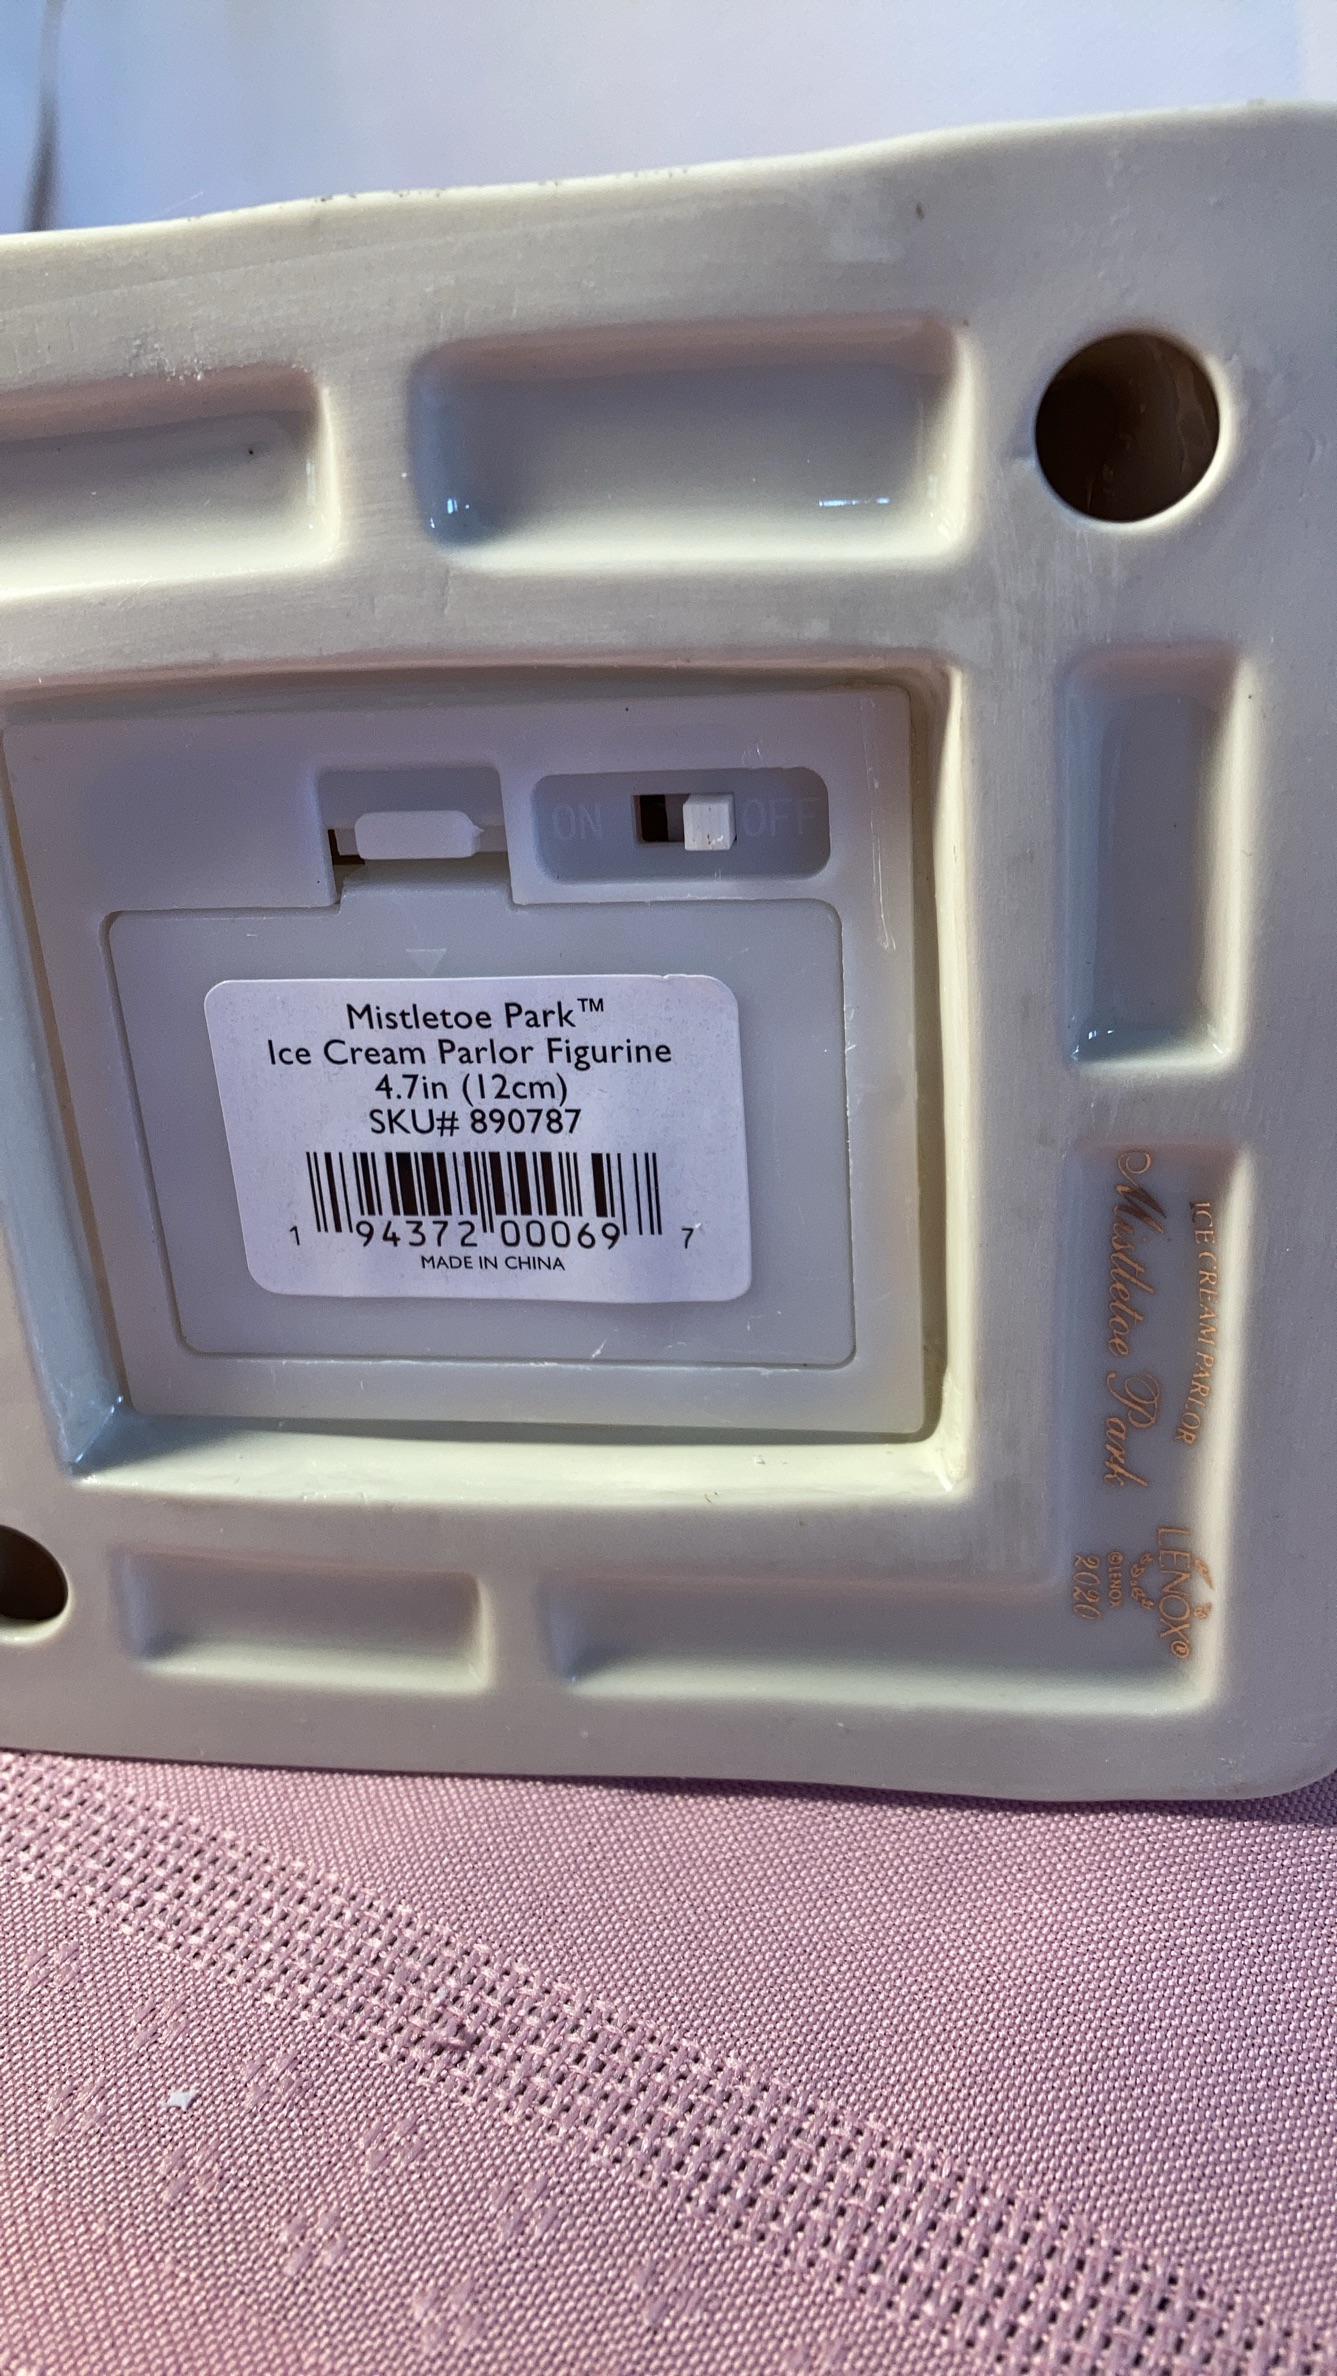 ON OFF
Mistletoe Park™
Ice Cream Parlor Figurine
4.7in (12cm)
SKU# 890787
1 94372 00069 7
MADE IN CHINA
ICE CREAM PARLOR
Mistletoe Park
LENOX®
©LENOX
2020